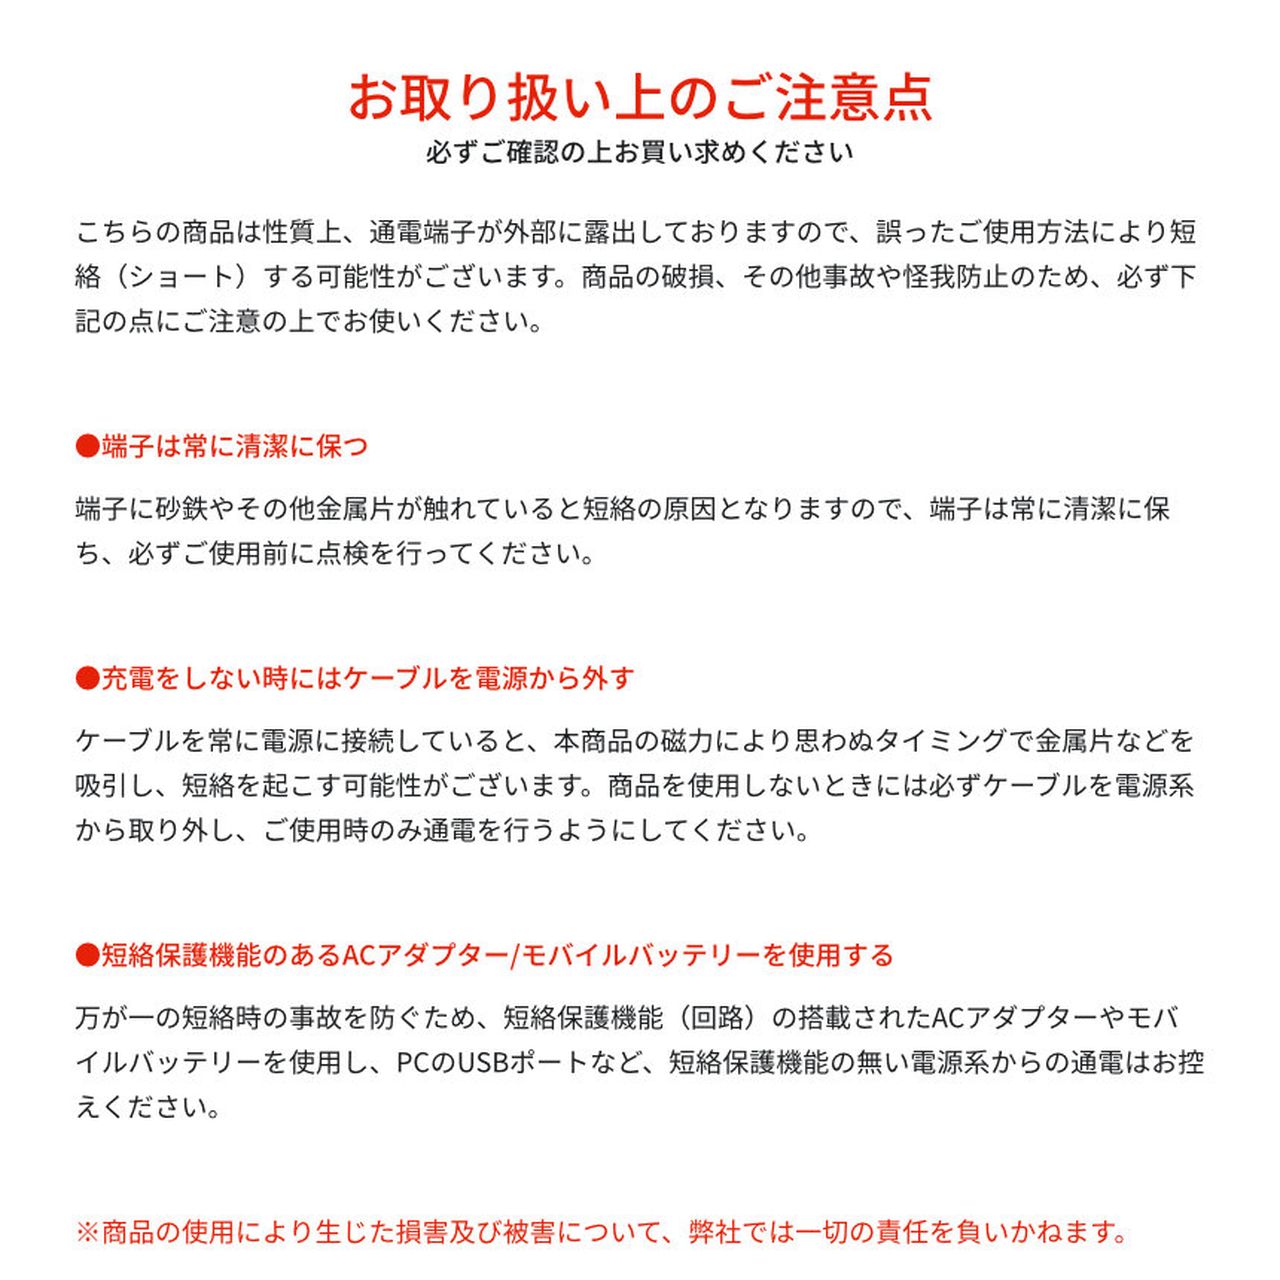 お取り扱い上のご注意点
必ずご確認の上お買い求めください
こちらの商品は性質上、通電端子が外部に露出しておりますので、誤ったご使用方法により短
絡（ショート）する可能性がございます。商品の破損、その他事故や怪我防止のため、必ず下
記の点にご注意の上でお使いください。
●端子は常に清潔に保つ
端子に砂鉄やその他金属片が触れていると短絡の原因となりますので、端子は常に清潔に保
ち、必ずご使用前に点検を行ってください。
●充電をしない時にはケーブルを電源から外す
ケーブルを常に電源に接続していると、本商品の磁力により思わぬタイミングで金属片などを
吸引し、短絡を起こす可能性がございます。商品を使用しないときには必ずケーブルを電源系
から取り外し、ご使用時のみ通電を行うようにしてください。
●短絡保護機能のあるACアダプター/モバイルバッテリーを使用する
万が一の短絡時の事故を防ぐため、短絡保護機能（回路）の搭載されたACアダプターやモバ
イルバッテリーを使用し、PCのUSBポートなど、短絡保護機能の無い電源系からの通電はお控
えください。
※商品の使用により生じた損害及び被害について、弊社では一切の責任を負いかねます。